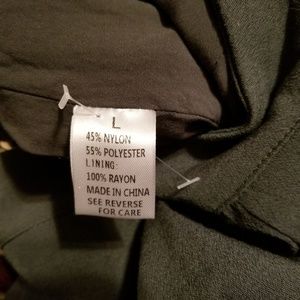 L
45% NYLON
55% POLYESTER
LINING:
100% RAYON
MADE IN CHINA
SEE REVERSE
FOR CARE